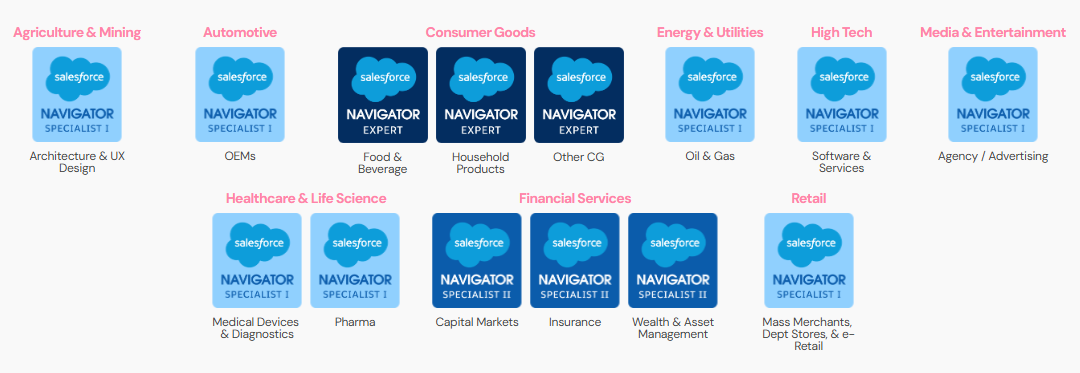 Agriculture & Mining
salesforce
NAVIGATOR
SPECIALIST I
Architecture & UX
Design
Automotive
salesforce
NAVIGATOR
SPECIALIST I
OEMs
Consumer Goods
salesforce
NAVIGATOR
EXPERT
Food &
Beverage
salesforce
NAVIGATOR
EXPERT
Household
Products
salesforce
NAVIGATOR
EXPERT
Other CG
Energy & Utilities
salesforce
NAVIGATOR
SPECIALIST I
Oil & Gas
High Tech
salesforce
NAVIGATOR
SPECIALIST I
Software &
Services
Media & Entertainment
salesforce
NAVIGATOR
SPECIALIST I
Agency / Advertising
Healthcare & Life Science
salesforce
NAVIGATOR
SPECIALIST I
Medical Devices
& Diagnostics
salesforce
NAVIGATOR
SPECIALIST I
Pharma
Financial Services
salesforce
NAVIGATOR
SPECIALIST II
Capital Markets
salesforce
NAVIGATOR
SPECIALIST II
Insurance
salesforce
NAVIGATOR
SPECIALIST II
Wealth & Asset
Management
Retail
salesforce
NAVIGATOR
SPECIALIST I
Mass Merchants,
Dept Stores, & e-
Retail